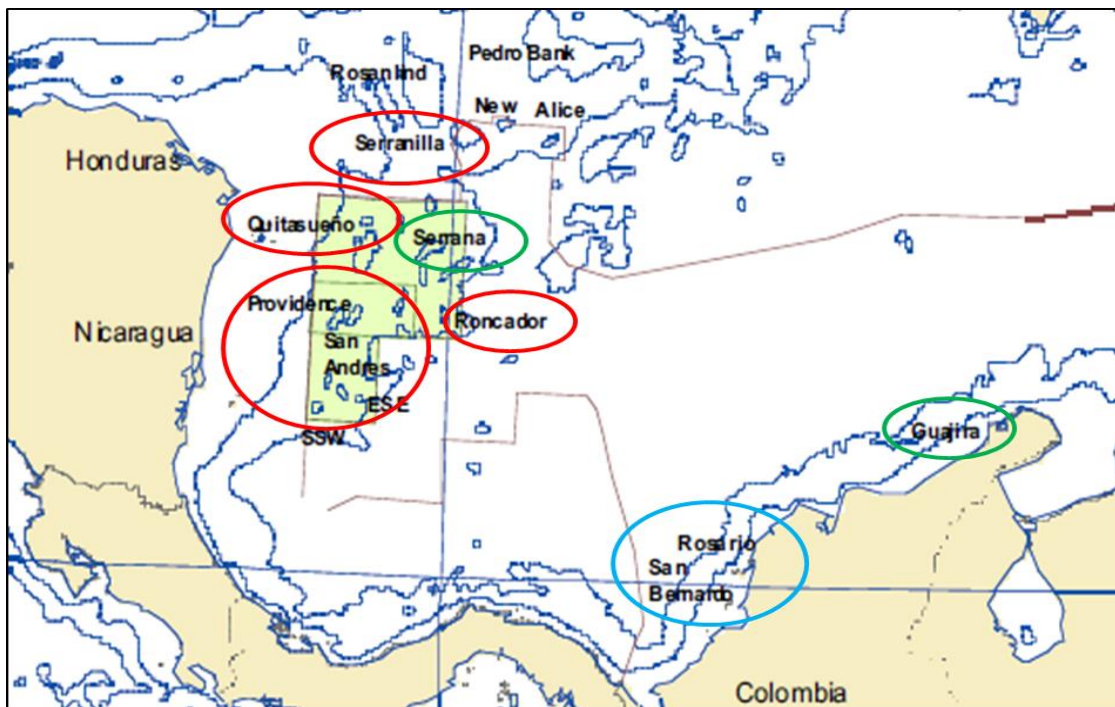 Pedro Bank
Rosanlind
New Alice
Serranilla
Honduras
Quitasueño
Serrana
Providence
Roncador
Nicaragua
San
Andres
ESE
SSW
Guajira
Rosario
San
Bernardo
Colombia